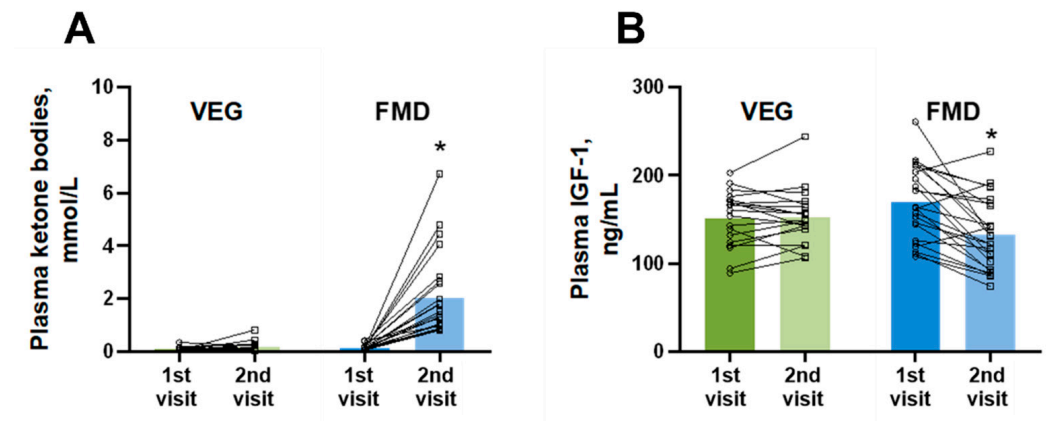 A
Plasma ketone bodies,
mmol/L
10
8
6
4
2
0
VEG
FMD
*
1st
visit
2nd
visit
1st
visit
2nd
visit
B
Plasma IGF-1,
ng/mL
300
200
100
0
VEG
FMD
*
1st
visit
2nd
visit
1st
visit
2nd
visit